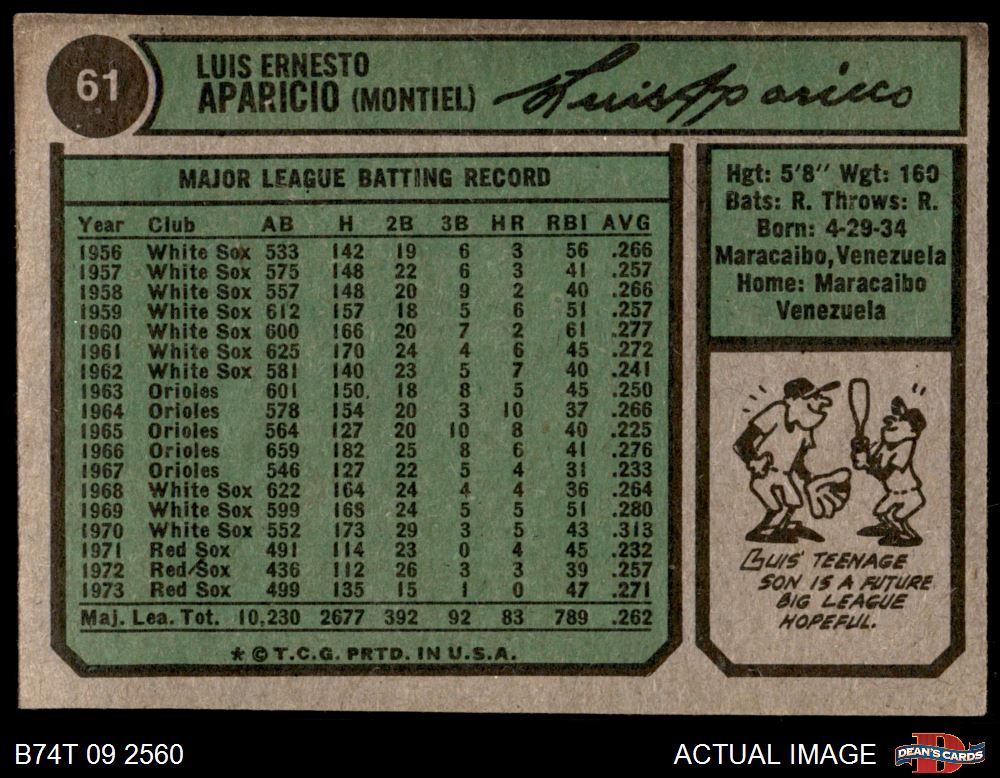 61
LUIS ERNESTO
APARICIO (MONTIEL)
Luis Aparicio
MAJOR LEAGUE BATTING RECORD
Year Club AB H 2B 3B HR RBI AVG
1956 White Sox 533 142 19 6 3 56 .266
1957 White Sox 575 148 22 6 3 41 .257
1958 White Sox 557 148 20 9 2 40 .266
1959 White Sox 612 157 18 5 6 51 .257
1960 White Sox 600 166 20 7 2 61 .277
1961 White Sox 625 170 24 4 6 45 .272
1962 White Sox 581 140 23 5 7 40 .241
1963 Orioles 601 150 18 8 5 45 .250
1964 Orioles 578 154 20 3 10 37 .266
1965 Orioles 564 127 20 10 8 40 .225
1966 Orioles 659 182 25 8 6 41 .276
1967 Orioles 546 127 22 5 4 31 .233
1968 White Sox 622 164 24 4 4 36 .264
1969 White Sox 599 168 24 5 5 51 .280
1970 White Sox 552 173 29 3 5 43 .313
1971 Red Sox 491 114 23 0 4 45 .232
1972 Red Sox 436 112 26 3 3 39 .257
1973 Red Sox 499 135 15 1 0 47 .271
Maj. Lea. Tot. 10,230 2677 392 92 83 789 .262
* © T.C.G. PRTD. IN U.S.A.
Hgt: 5'8" Wgt: 160
Bats: R. Throws: R.
Born: 4-29-34
Maracaibo, Venezuela
Home: Maracaibo
Venezuela
LUIS' TEENAGE
SON IS A FUTURE
BIG LEAGUE
HOPEFUL.
B74T 09 2560
ACTUAL IMAGE
DEAN'S CARDS